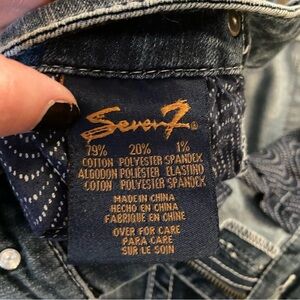 Seven7®
79% 20% 1%
COTTON POLYESTER SPANDEX
ALGODON POLIESTER ELASTINO
COTON POLYESTER SPANDEX
MADE IN CHINA
HECHO EN CHINA
FABRIQUE EN CHINE
OVER FOR CARE
PARA CARE
SUR LE SOIN